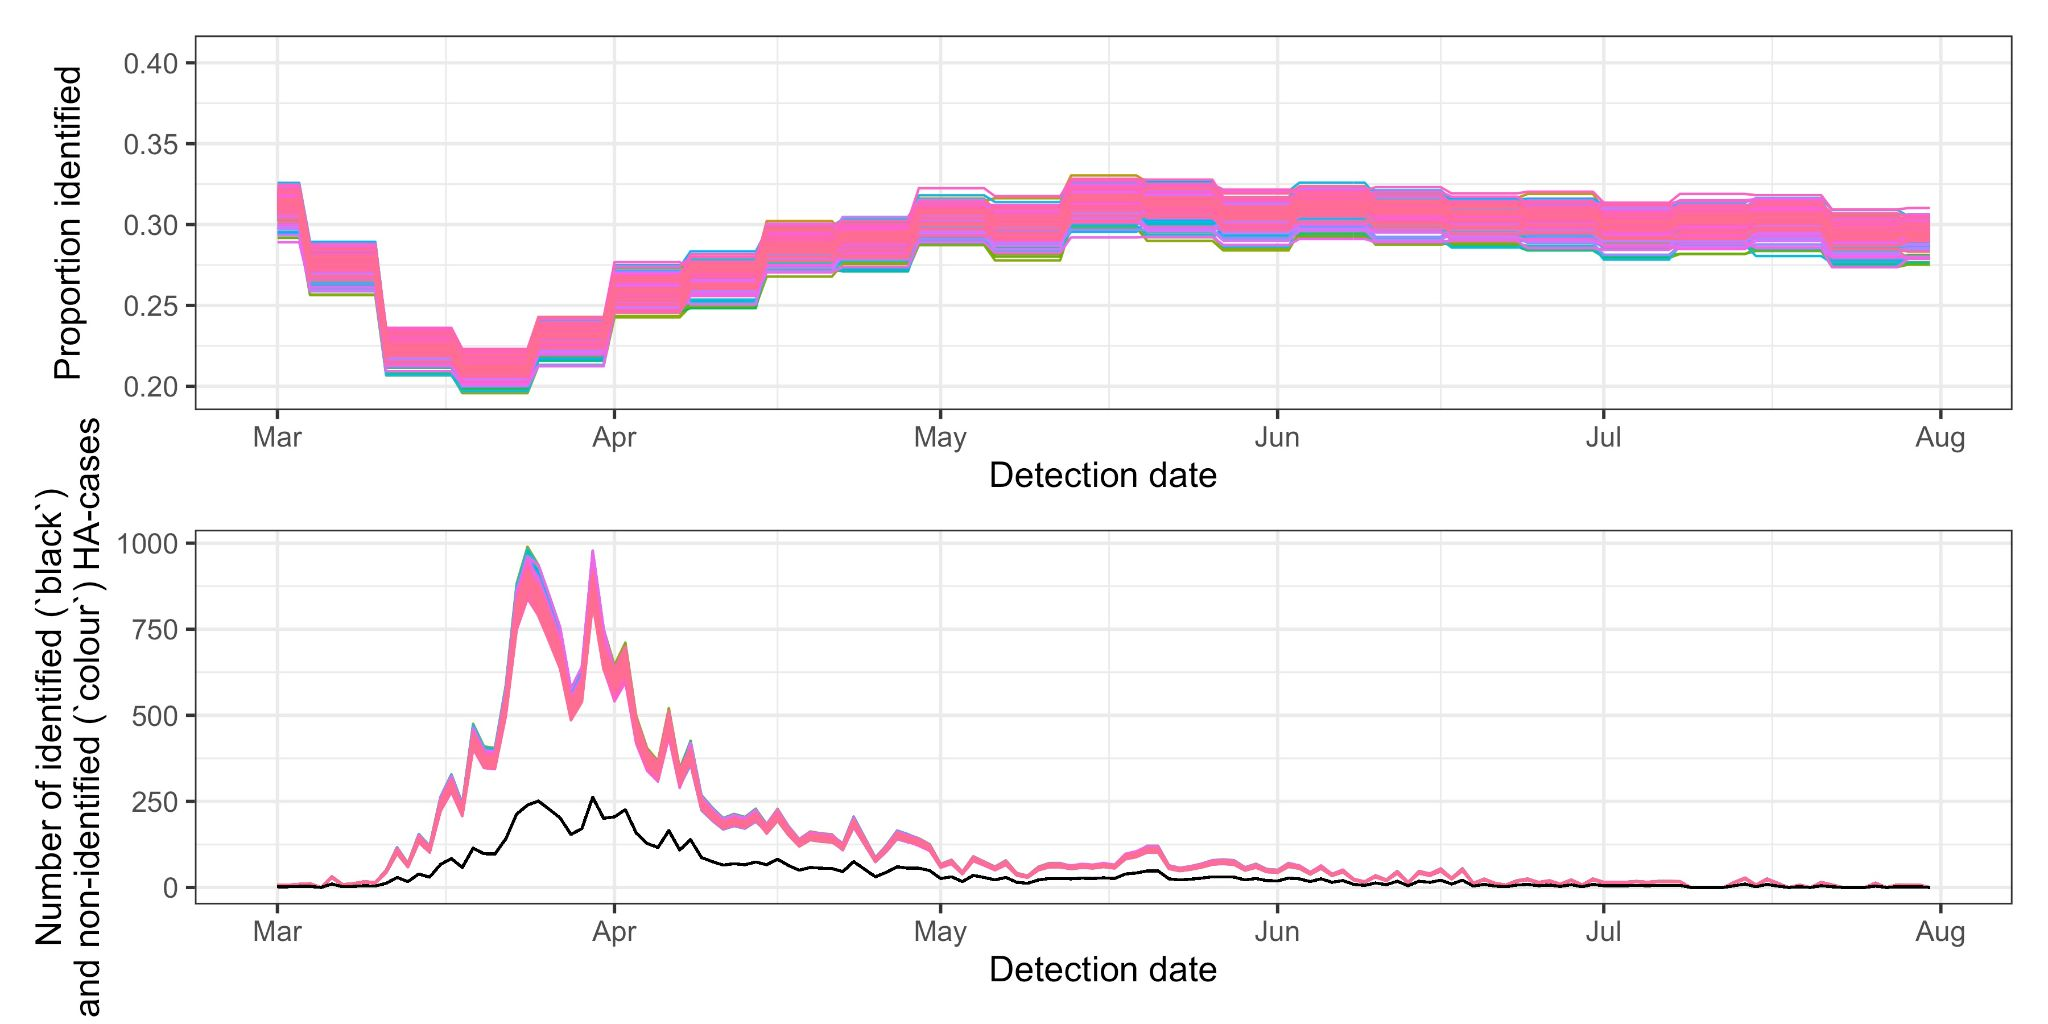 Proportion identified
0.40
0.35
0.30
0.25
0.20
Mar Apr May Jun Jul Aug
Detection date
Number of identified (`black`)
and non-identified (`colour`) HA-cases
1000
750
500
250
0
Mar Apr May Jun Jul Aug
Detection date